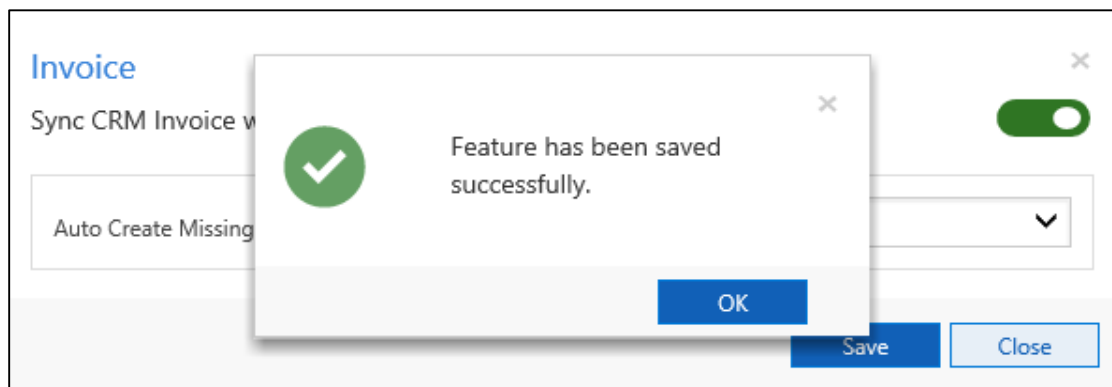 Invoice
Sync CRM Invoice
Feature has been saved
successfully.
Auto Create Missing
OK
Save
Close